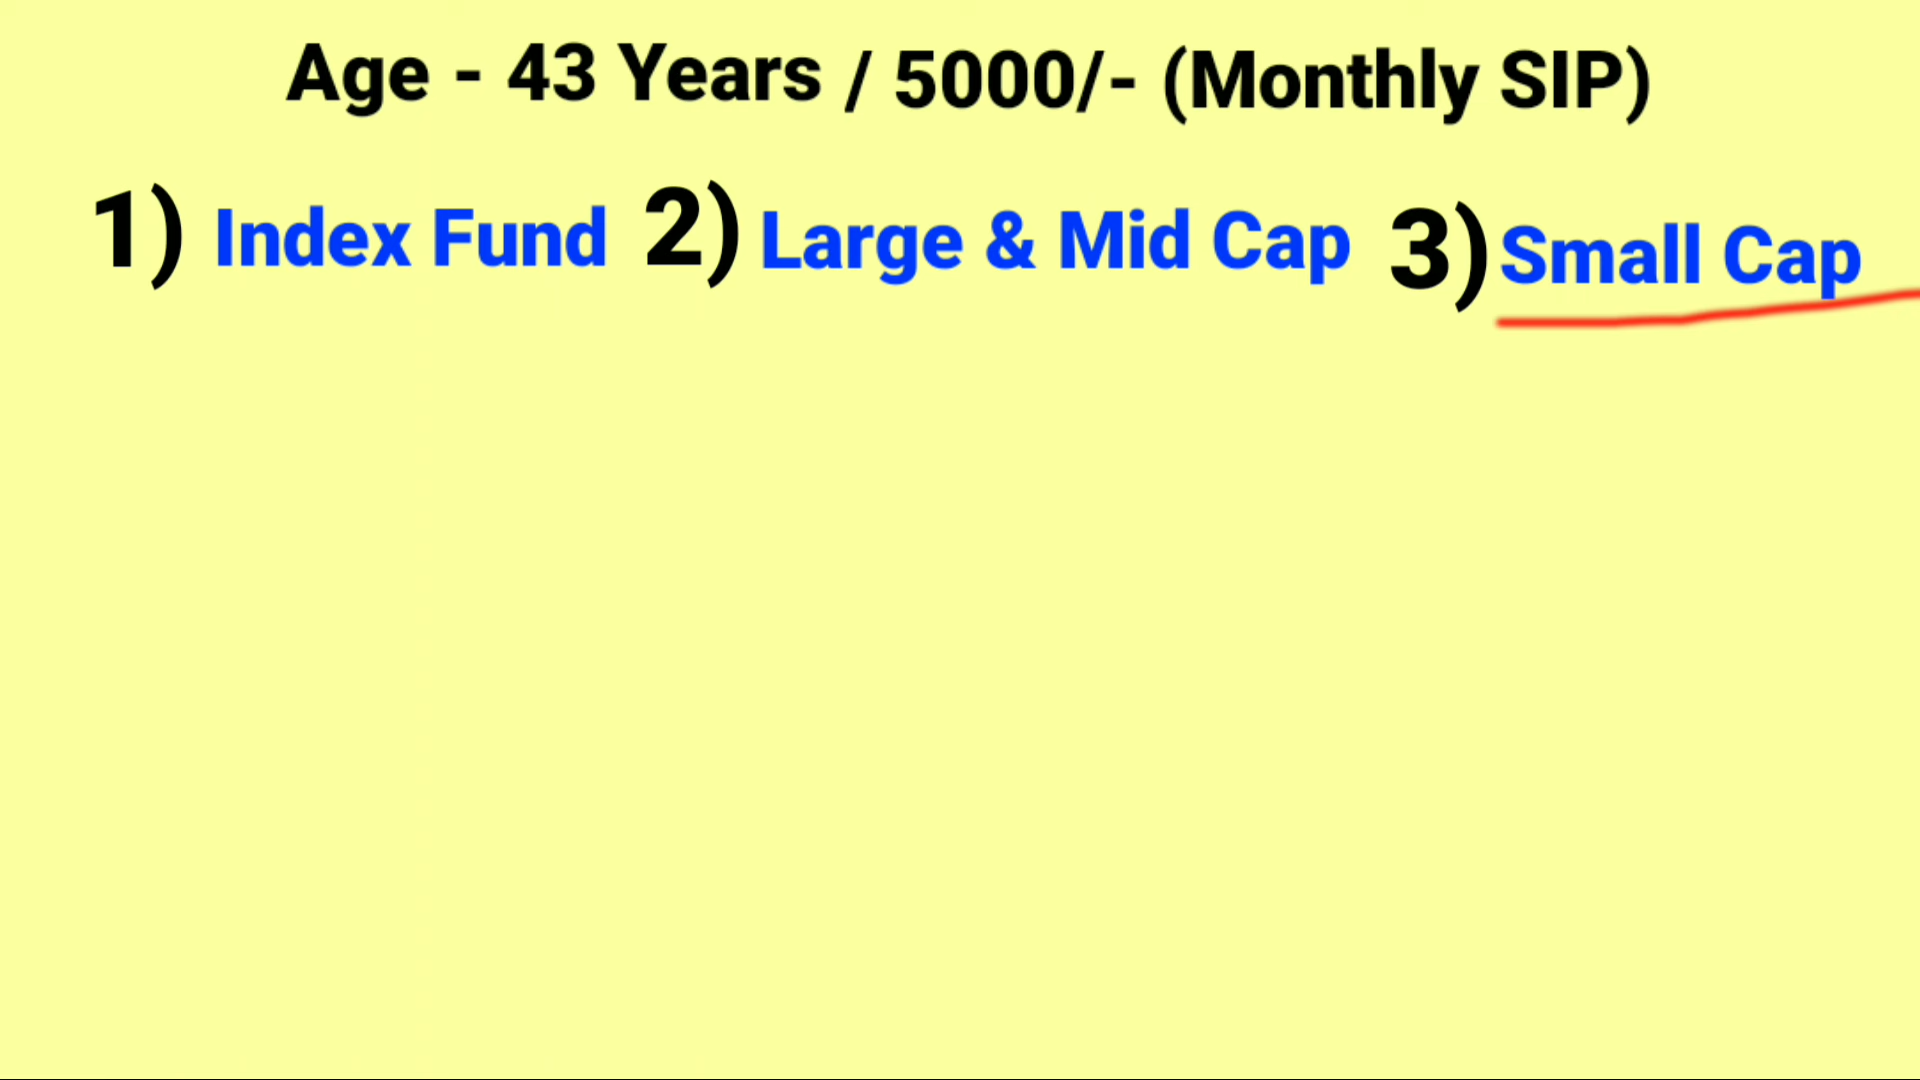 Age - 43 Years / 5000/- (Monthly SIP)
1) Index Fund 2) Large & Mid Cap 3) Small Cap